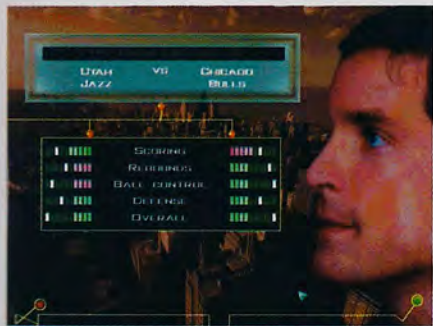 UTAH JAZZ VS CHICAGO BULLS
SCORING
REBOUNDS
BALL CONTROL
DEFENSE
OVERALL